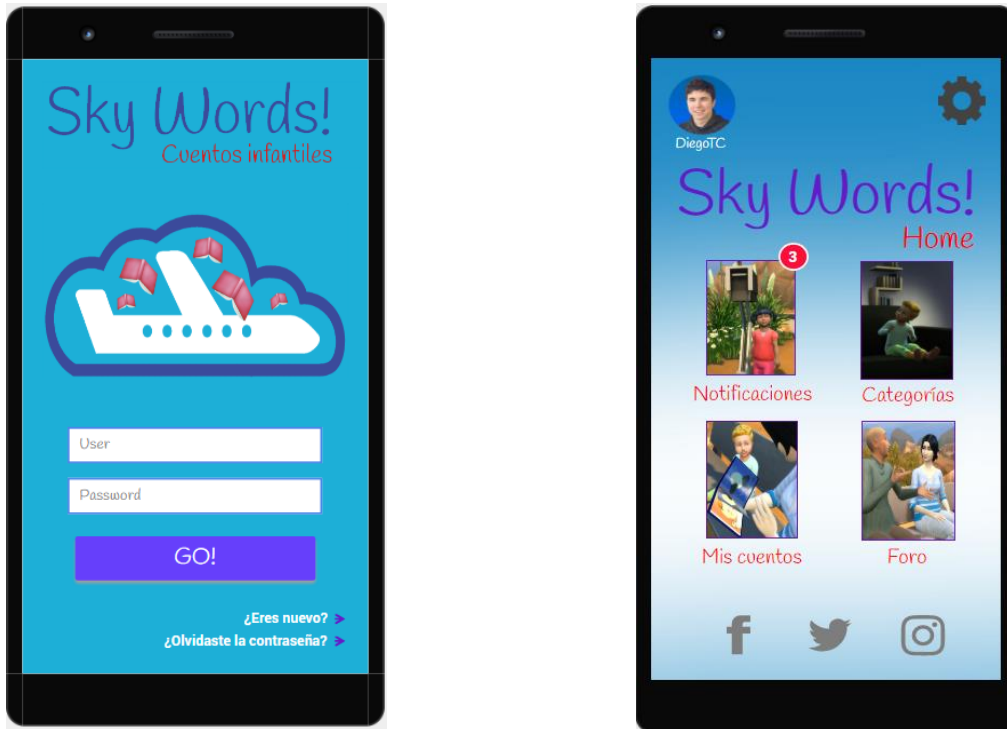 Sky Words!
Cuentos infantiles
User
Password
GO!
¿Eres nuevo? >
¿Olvidaste la contraseña? >
DiegoTC
Sky Words!
Home
3
Notificaciones
Categorías
Mis cuentos
Foro